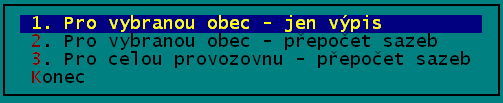 1. Pro vybranou obec - jen výpis
2. Pro vybranou obec - přepočet sazeb
3. Pro celou provozovnu - přepočet sazeb
Konec